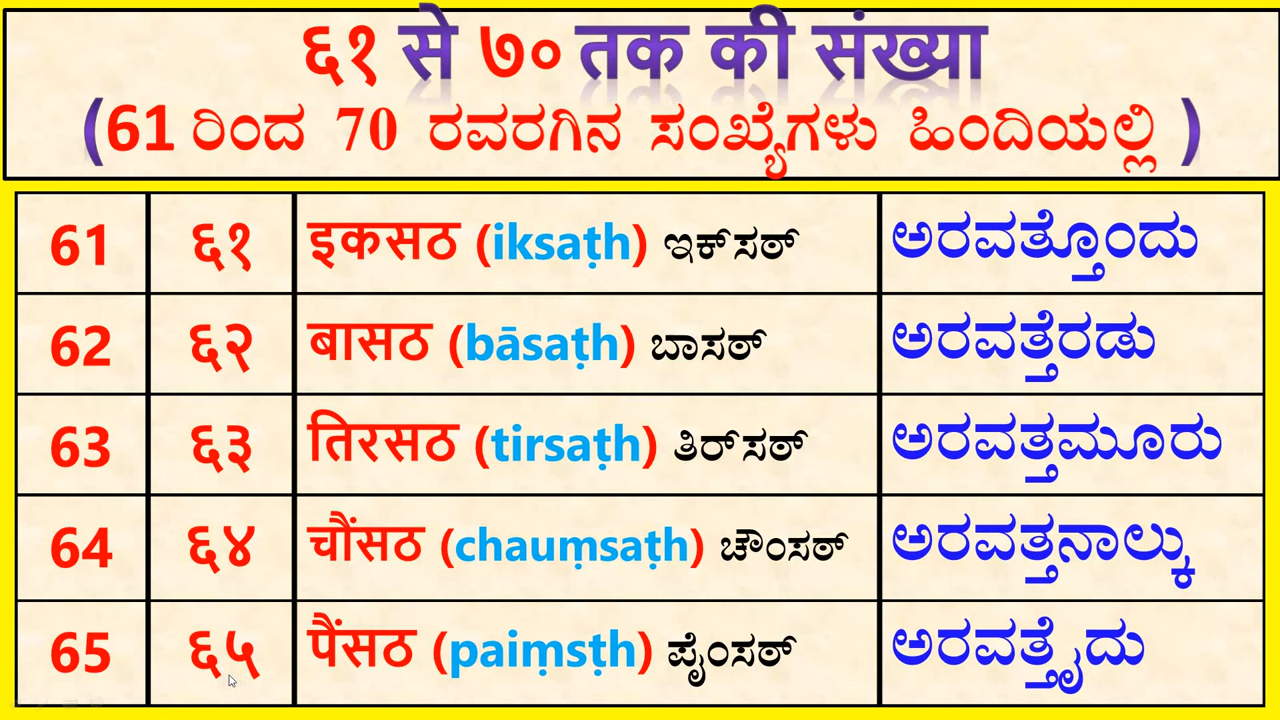 ६१ से ७० तक की संख्या
(61 ರಿಂದ 70 ರವರಗಿನ ಸಂಖ್ಯೆಗಳು ಹಿಂದಿಯಲ್ಲಿ )
61 ६१ इकसठ (iksaṭh) ಇಕ್‌ಸಠ್ ಅರವತ್ತೊಂದು
62 ६२ बासठ (bāsaṭh) ಬಾಸಠ್ ಅರವತ್ತೆರಡು
63 ६३ तिरसठ (tirsaṭh) ತಿರ್‌ಸಠ್ ಅರವತ್ತಮೂರು
64 ६४ चौंसठ (chauṃsaṭh) ಚೌಂಸಠ್ ಅರವತ್ತನಾಲ್ಕು
65 ६५ पैंसठ (paiṃsṭh) ಪೈಂಸಠ್ ಅರವತ್ತೈದು